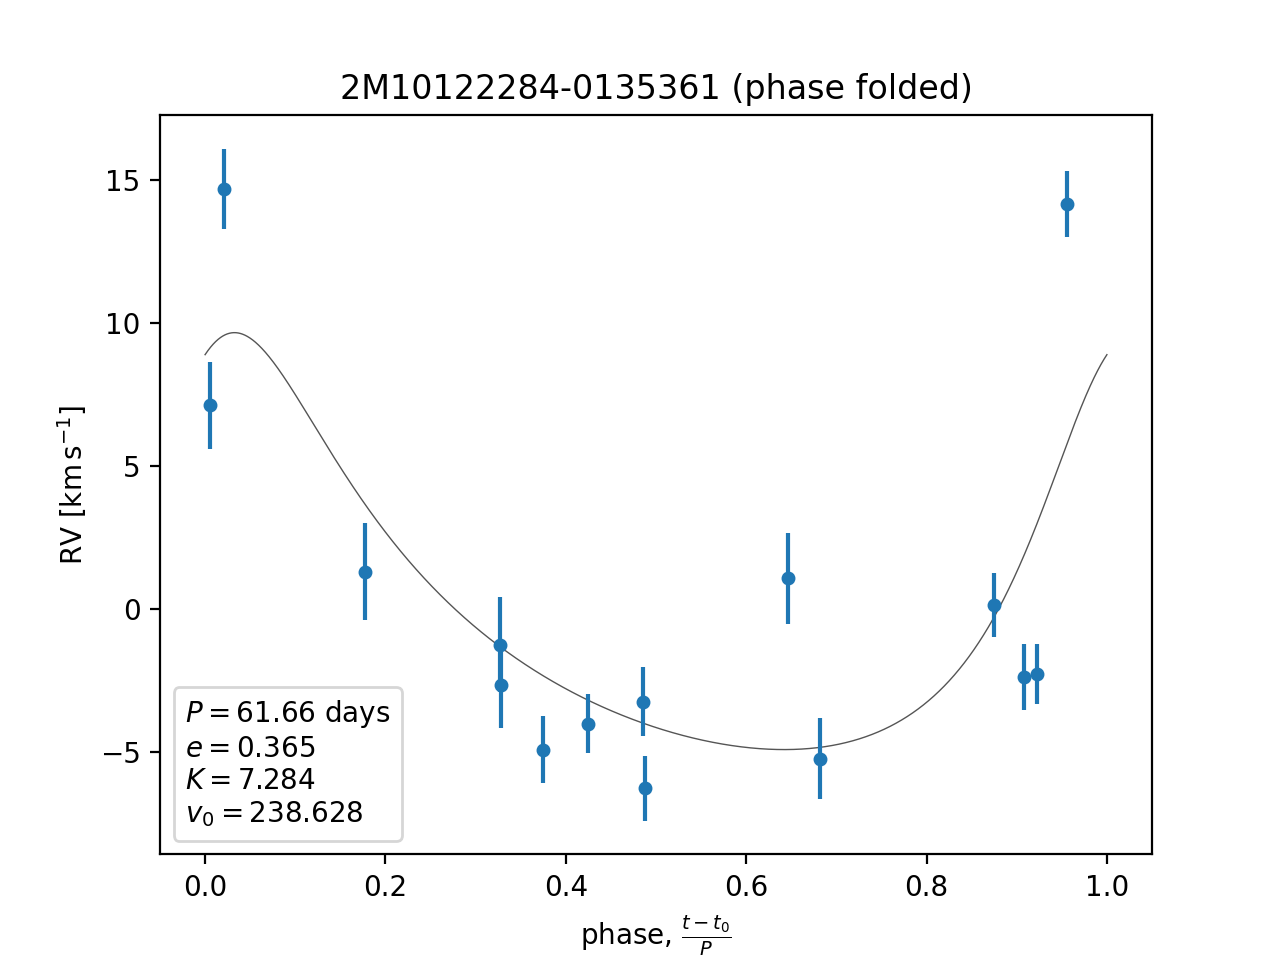 2M10122284-0135361 (phase folded)
RV [km s⁻¹]
15
10
5
0
−5
P = 61.66 days
e = 0.365
K = 7.284
v₀ = 238.628
0.0 0.2 0.4 0.6 0.8 1.0
phase, (t − t₀)/P